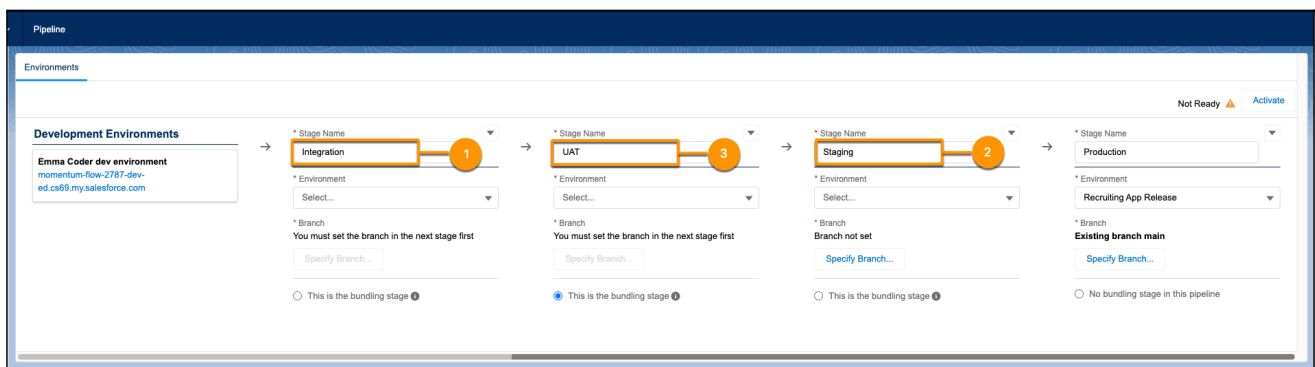 Pipeline
Environments
Not Ready
Activate
Development Environments
Emma Coder dev environment
momentum-flow-2787-dev-
ed.cs69.my.salesforce.com
* Stage Name
Integration
1
* Environment
Select...
* Branch
You must set the branch in the next stage first
Specify Branch...
This is the bundling stage
* Stage Name
UAT
3
* Environment
Select...
* Branch
You must set the branch in the next stage first
Specify Branch...
This is the bundling stage
* Stage Name
Staging
2
* Environment
Select...
* Branch
Branch not set
Specify Branch...
This is the bundling stage
* Stage Name
Production
* Environment
Recruiting App Release
* Branch
Existing branch main
Specify Branch...
No bundling stage in this pipeline